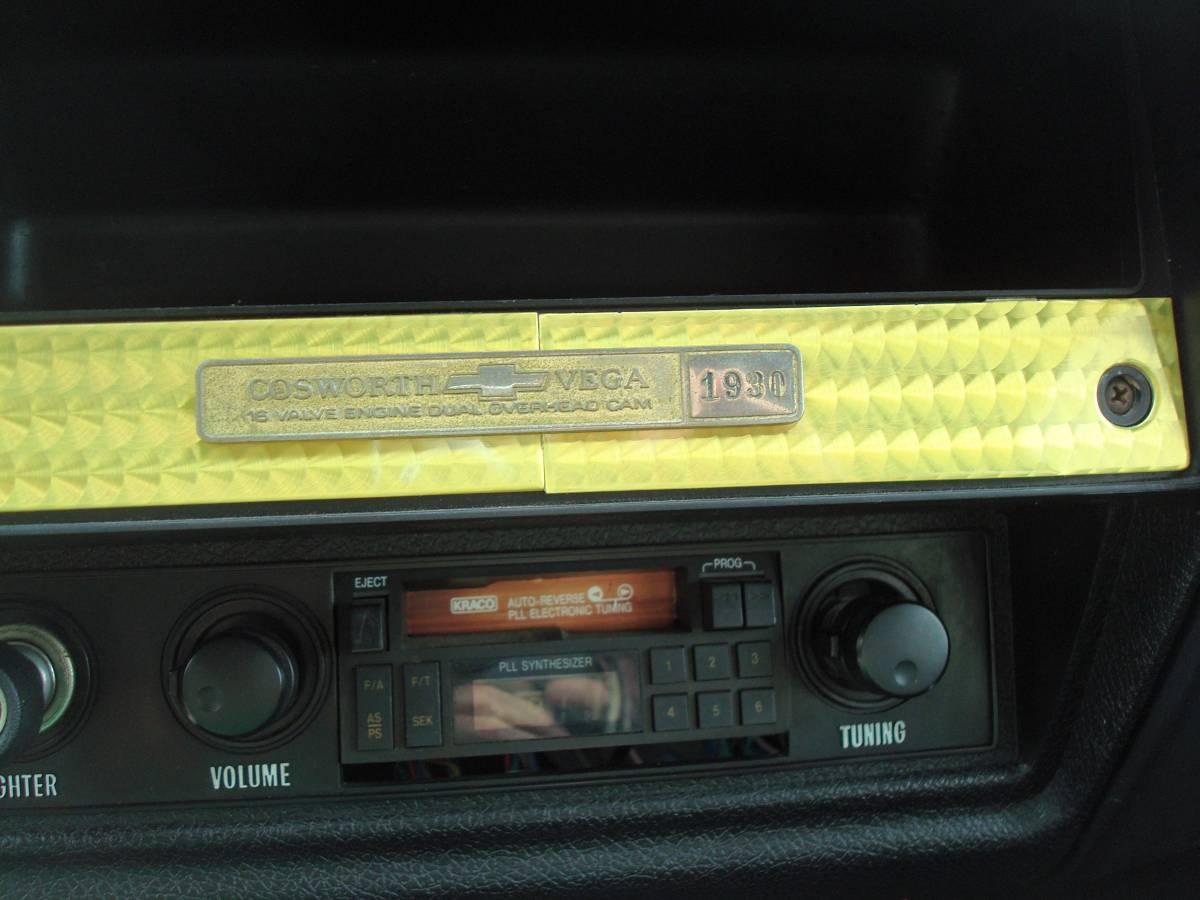 COSWORTH VEGA
16 VALVE ENGINE DUAL OVERHEAD CAM
1930
EJECT
PROG
KRACO
AUTO-REVERSE
PLL ELECTRONIC TUNING
PLL SYNTHESIZER
F/A
F/T
1
2
3
AS
PS
SEK
4
5
6
GHTER
VOLUME
TUNING